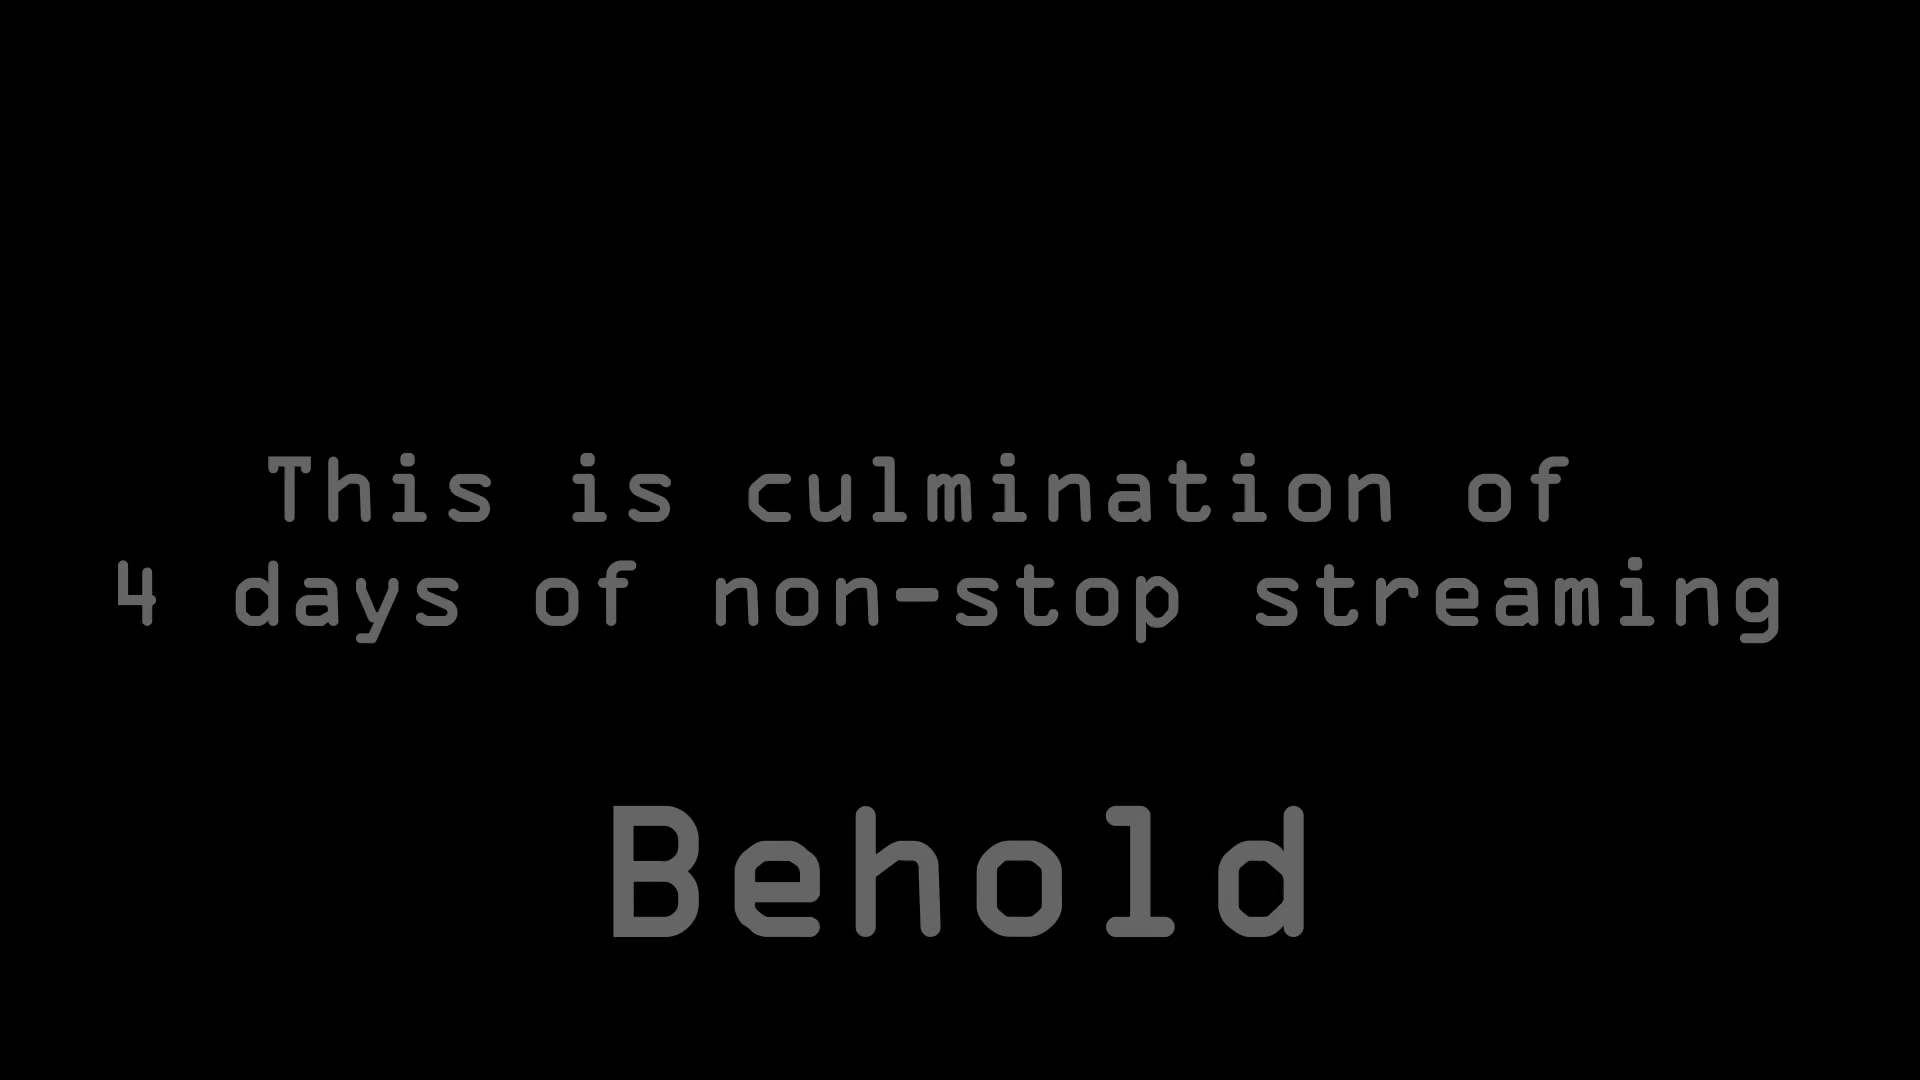 This is culmination of
4 days of non-stop streaming
Behold